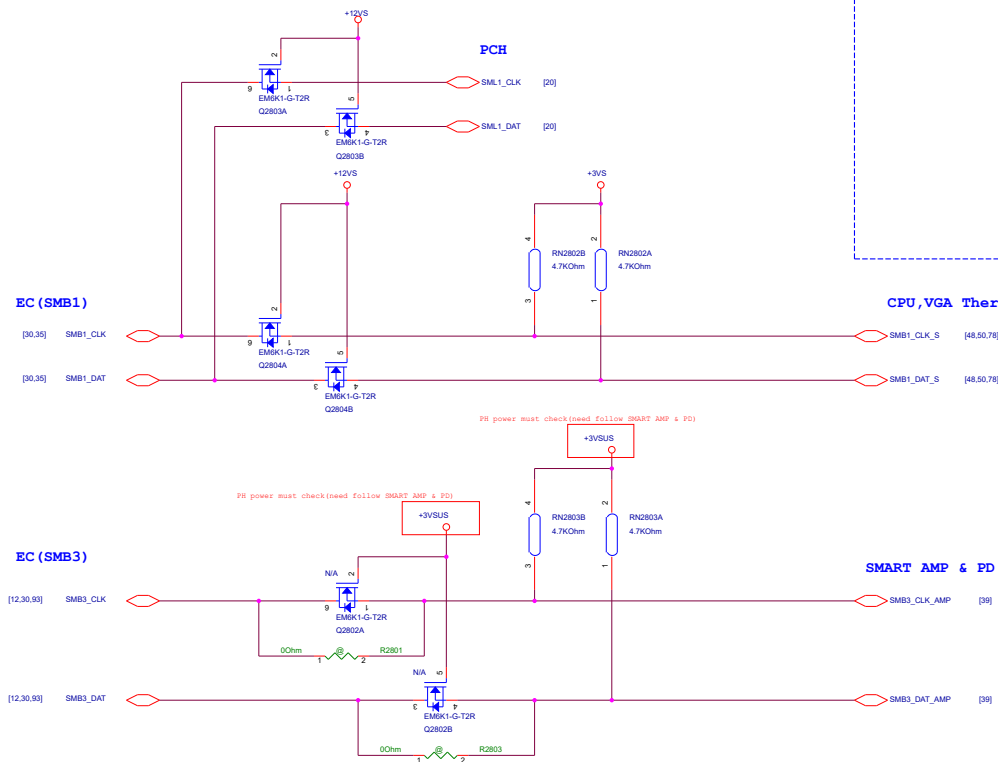 +12VS
PCH
2
6
1
SML1_CLK [20]
EM6K1-G-T2R
Q2803A
5
3
4
SML1_DAT [20]
EM6K1-G-T2R
Q2803B
+12VS
+3VS
4
2
RN2802B
4.7KOhm
RN2802A
4.7KOhm
3
1
EC(SMB1)
CPU,VGA Ther
2
[30,35] SMB1_CLK
6
1
SMB1_CLK_S [48,50,78]
EM6K1-G-T2R
Q2804A
5
[30,35] SMB1_DAT
3
4
SMB1_DAT_S [48,50,78]
EM6K1-G-T2R
Q2804B
PH power must check(need follow SMART AMP & PD)
+3VSUS
PH power must check(need follow SMART AMP & PD)
+3VSUS
4
2
RN2803B
4.7KOhm
RN2803A
4.7KOhm
3
1
EC(SMB3)
SMART AMP & PD
N/A
2
[12,30,93] SMB3_CLK
6
1
SMB3_CLK_AMP [39]
EM6K1-G-T2R
Q2802A
0Ohm
@
R2801
1
2
N/A
5
[12,30,93] SMB3_DAT
3
4
SMB3_DAT_AMP [39]
EM6K1-G-T2R
Q2802B
0Ohm
@
R2803
1
2